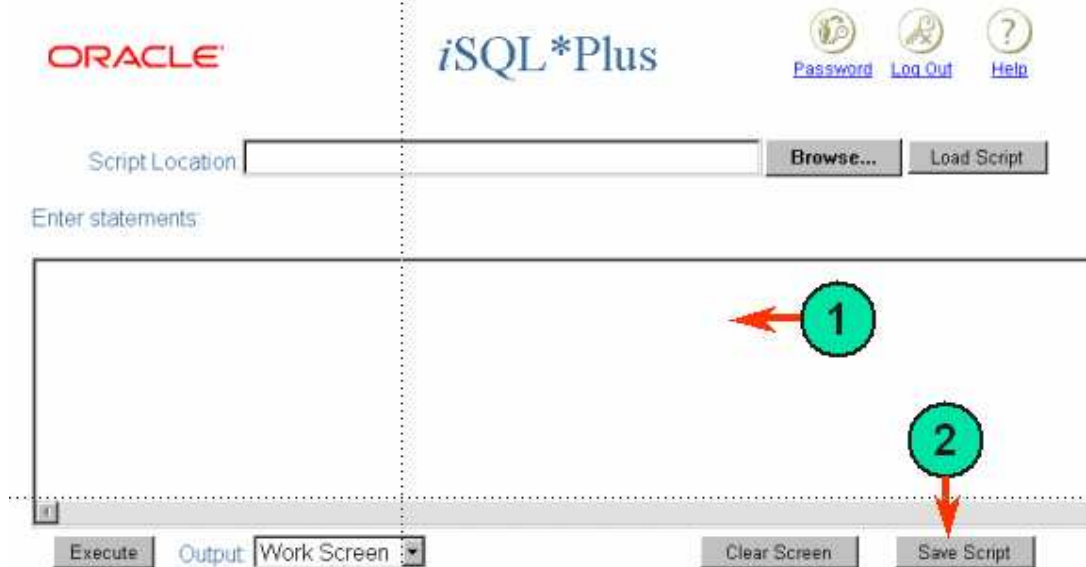 ORACLE
iSQL*Plus
Password
Log Out
Help
Script Location
Browse...
Load Script
Enter statements:
1
2
Execute
Output:
Work Screen
Clear Screen
Save Script